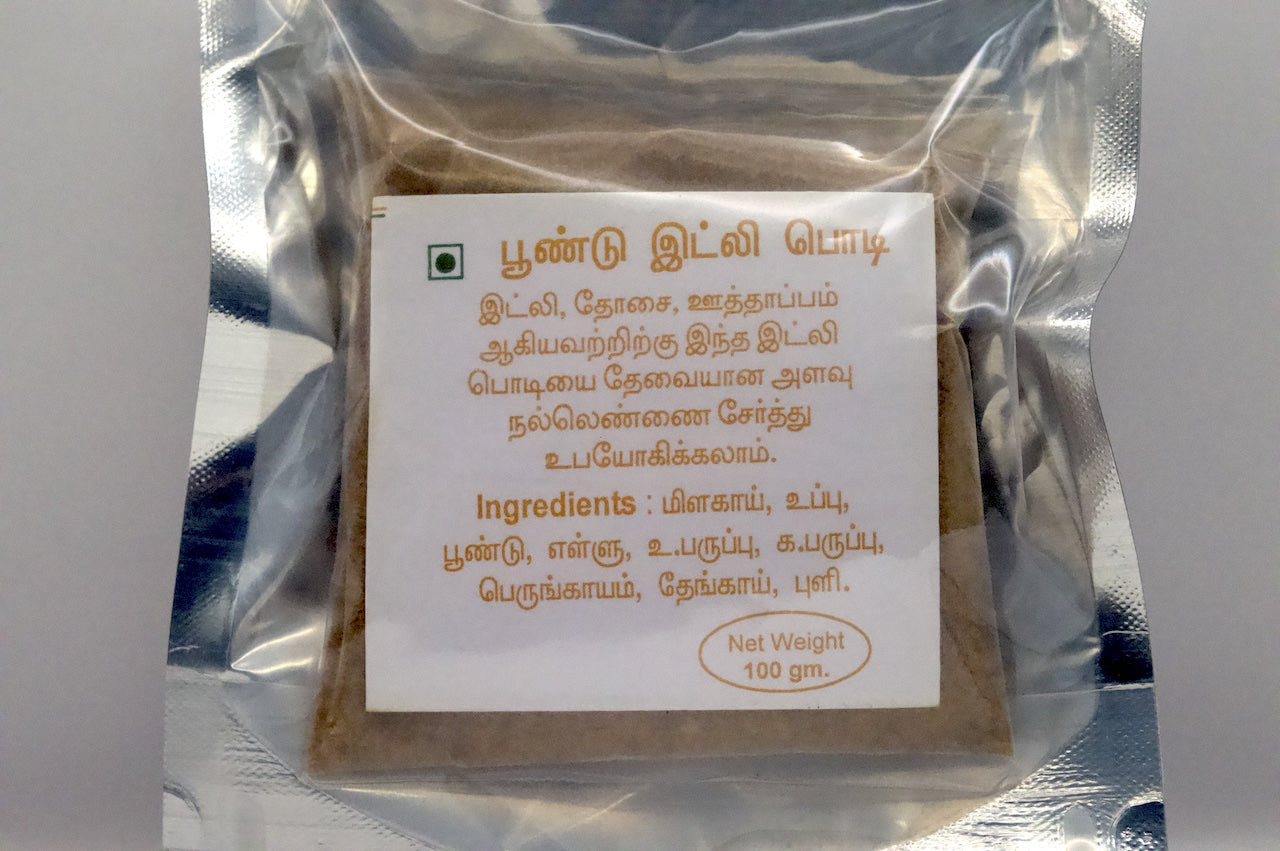 பூண்டு இட்லி பொடி
இட்லி, தோசை, ஊத்தாப்பம்
ஆகியவற்றிற்கு இந்த இட்லி
பொடியை தேவையான அளவு
நல்லெண்ணை சேர்த்து
உபயோகிக்கலாம்.
Ingredients : மிளகாய், உப்பு,
பூண்டு, எள்ளு, உ.பருப்பு, க.பருப்பு,
பெருங்காயம், தேங்காய், புளி.
Net Weight
100 gm.